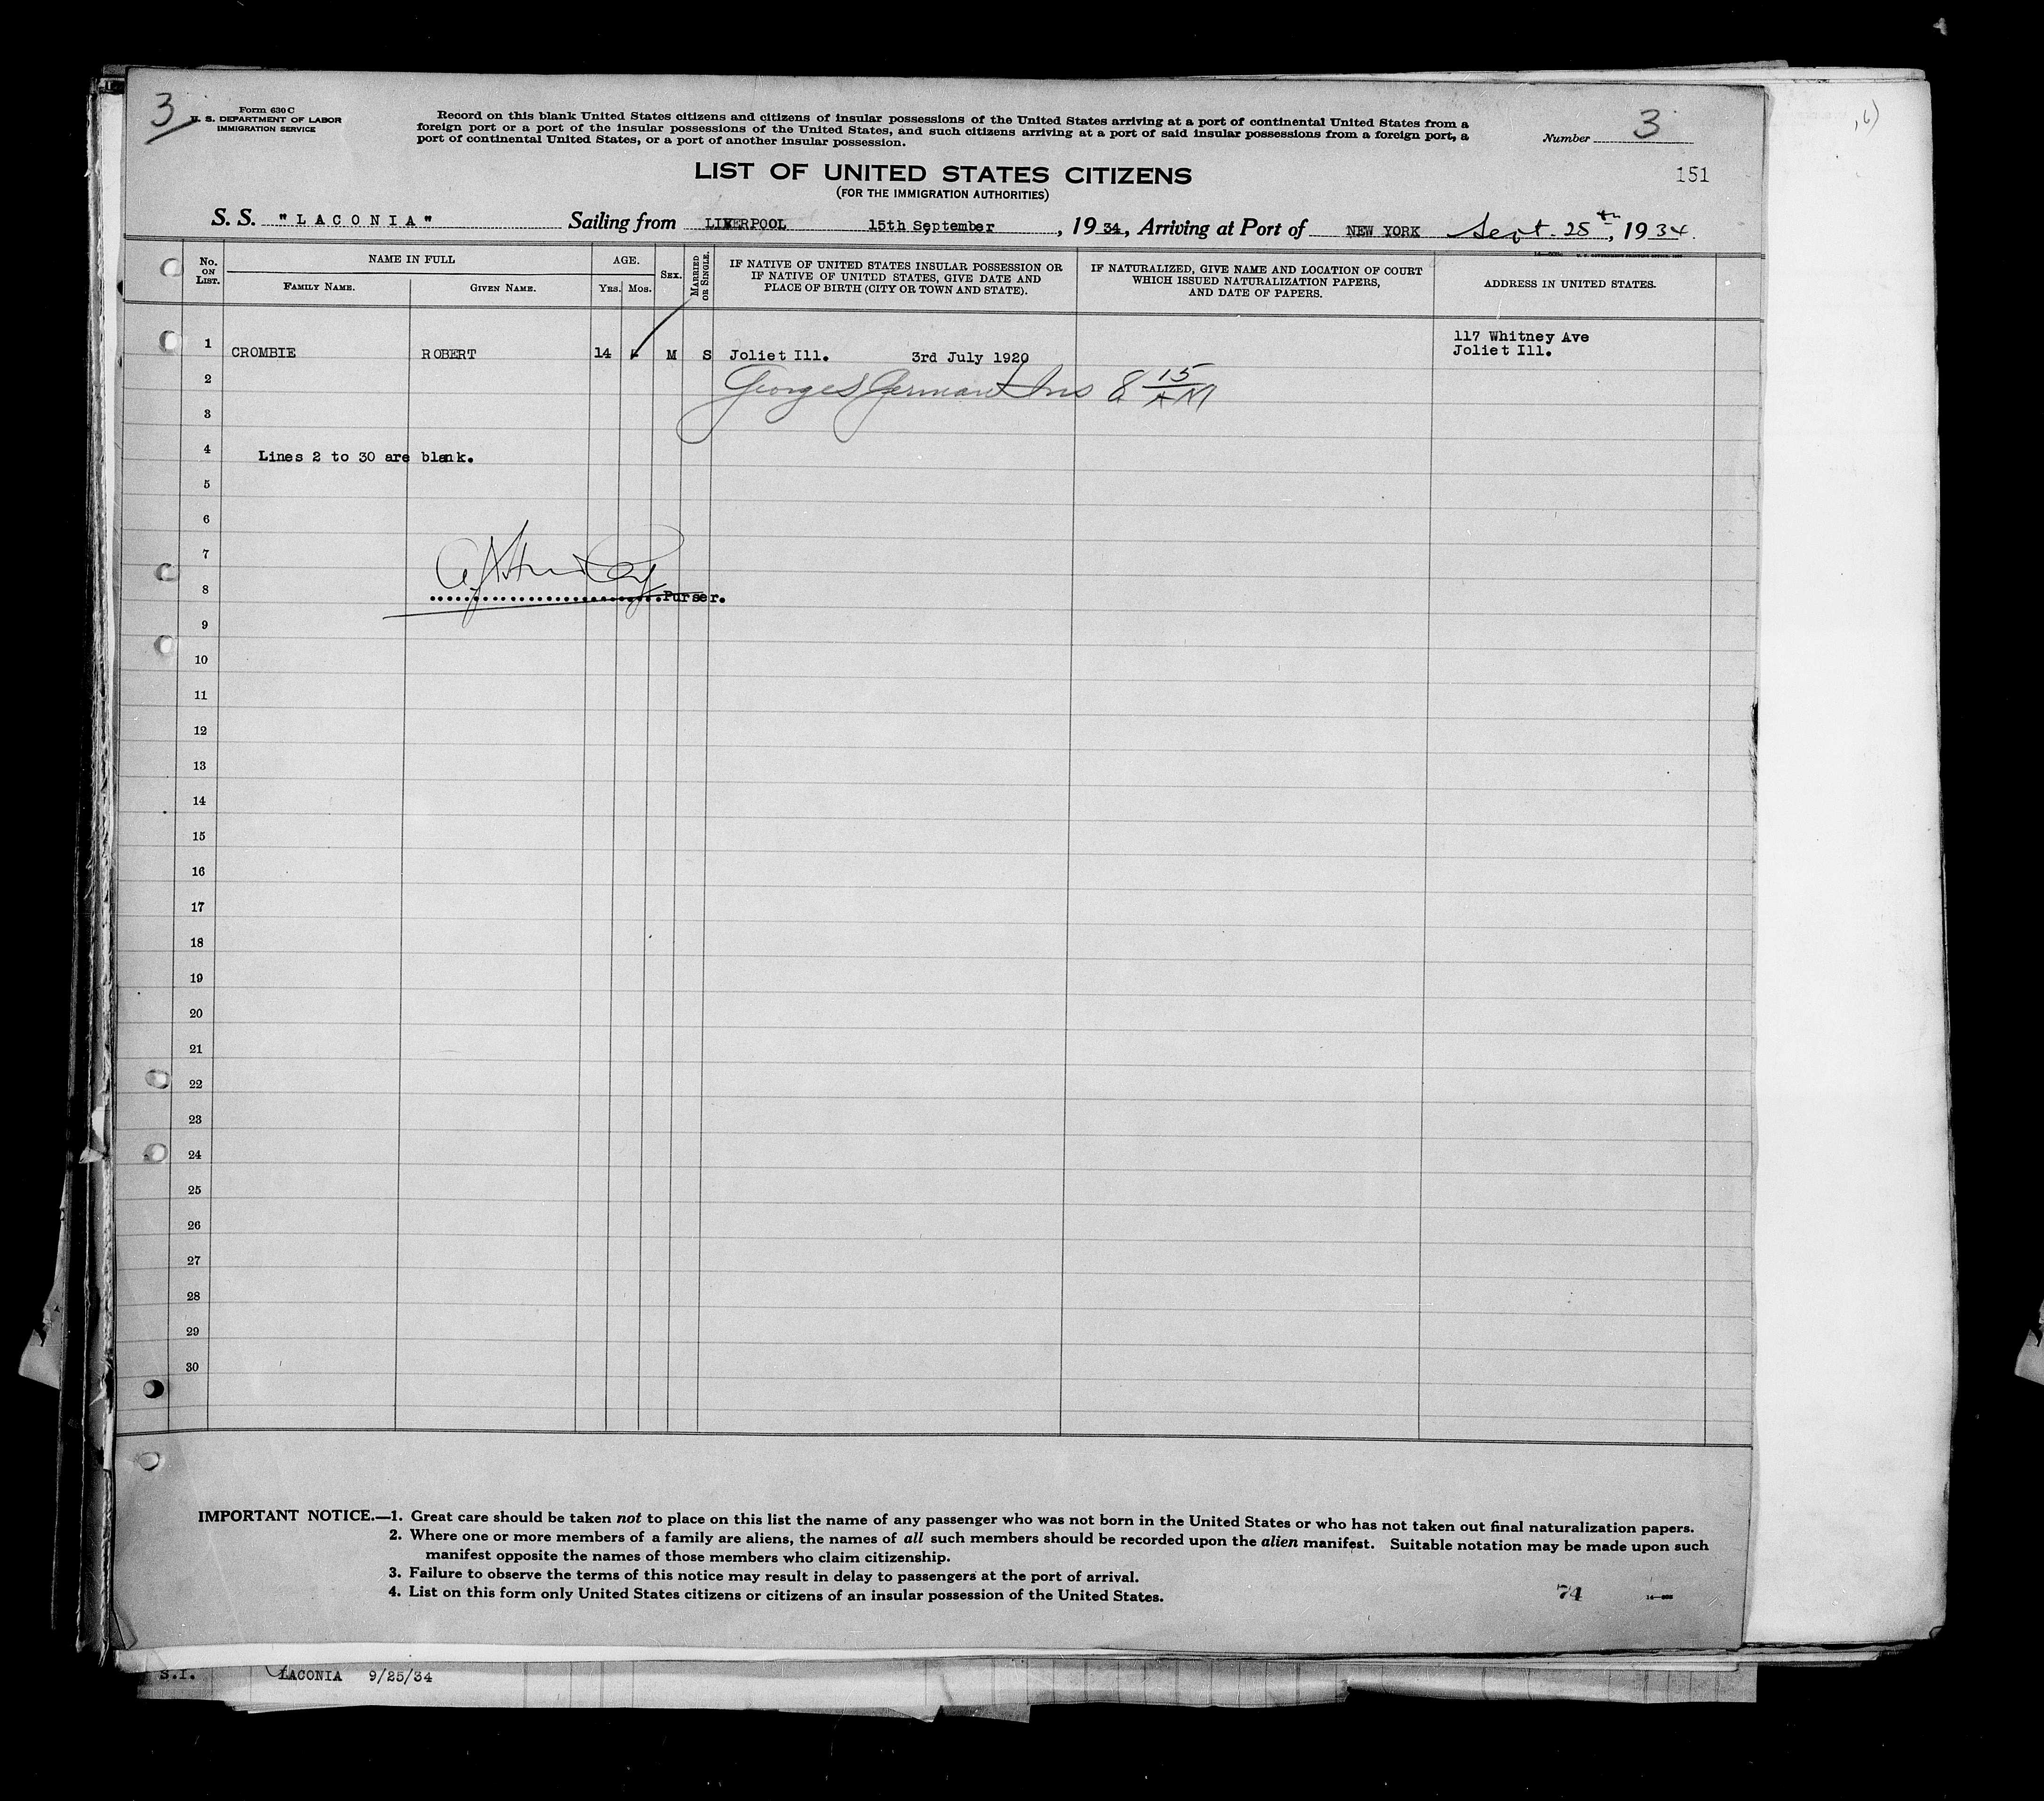 3
Form 630 C
U. S. DEPARTMENT OF LABOR
IMMIGRATION SERVICE
Record on this blank United States citizens and citizens of insular possessions of the United States arriving at a port of continental United States from a
foreign port or a port of the insular possessions of the United States, and such citizens arriving at a port of said insular possessions from a foreign port, a
port of continental United States, or a port of another insular possession.
Number 3
151
LIST OF UNITED STATES CITIZENS
(FOR THE IMMIGRATION AUTHORITIES)
S. S. "LACONIA" Sailing from LIVERPOOL 15th September, 1934, Arriving at Port of NEW YORK Sept. 25th, 1934.
No. ON LIST.
NAME IN FULL
FAMILY NAME. GIVEN NAME.
AGE.
Yrs. Mos.
SEX.
MARRIED OR SINGLE.
IF NATIVE OF UNITED STATES INSULAR POSSESSION OR
IF NATIVE OF UNITED STATES, GIVE DATE AND
PLACE OF BIRTH (CITY OR TOWN AND STATE).
IF NATURALIZED, GIVE NAME AND LOCATION OF COURT
WHICH ISSUED NATURALIZATION PAPERS,
AND DATE OF PAPERS.
ADDRESS IN UNITED STATES.
1 CROMBIE ROBERT 14 M S Joliet Ill. 3rd July 1920
117 Whitney Ave
Joliet Ill.
2 George S German Ins 8 15 AM
3
4 Lines 2 to 30 are blank.
5
6
7
8 Purser.
9
10
11
12
13
14
15
16
17
18
19
20
21
22
23
24
25
26
27
28
29
30
IMPORTANT NOTICE.—1. Great care should be taken not to place on this list the name of any passenger who was not born in the United States or who has not taken out final naturalization papers.
2. Where one or more members of a family are aliens, the names of all such members should be recorded upon the alien manifest. Suitable notation may be made upon such
manifest opposite the names of those members who claim citizenship.
3. Failure to observe the terms of this notice may result in delay to passengers at the port of arrival.
4. List on this form only United States citizens or citizens of an insular possession of the United States.
74
S.I. LACONIA 9/25/34